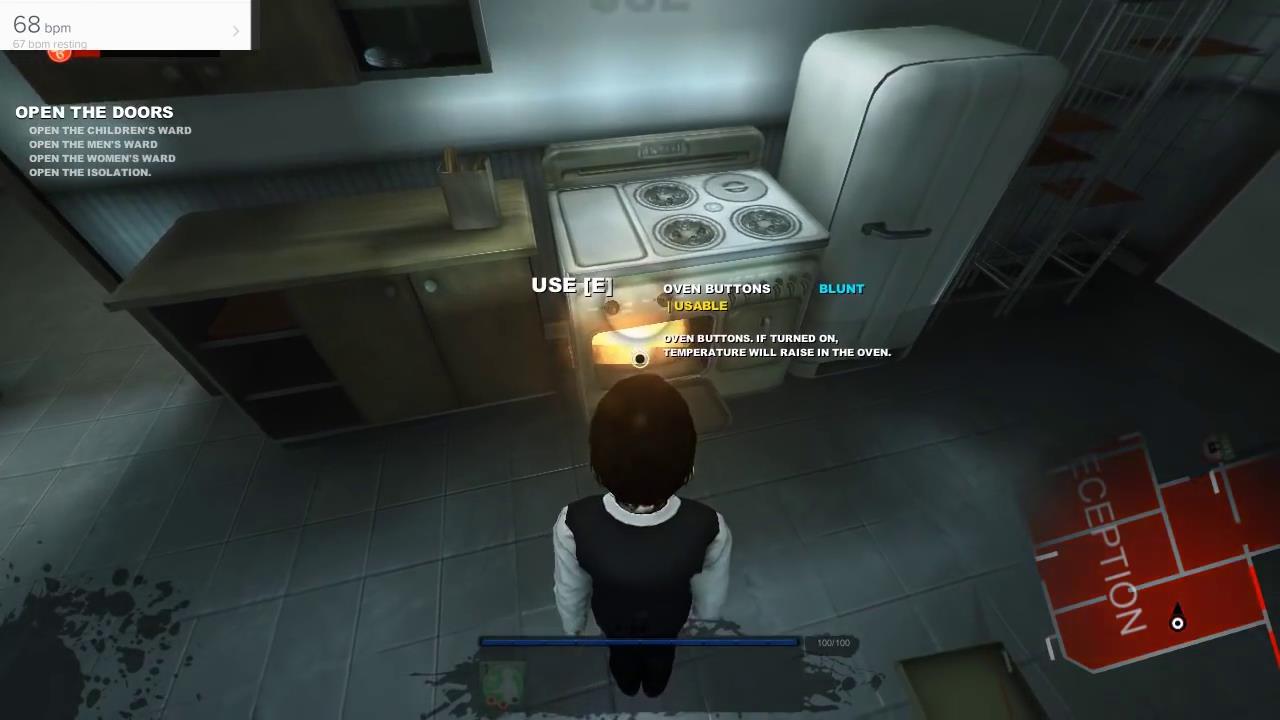 68 bpm
67 bpm resting
OPEN THE DOORS
OPEN THE CHILDREN'S WARD
OPEN THE MEN'S WARD
OPEN THE WOMEN'S WARD
OPEN THE ISOLATION.
USE [E]
OVEN BUTTONS
BLUNT
| USABLE
OVEN BUTTONS. IF TURNED ON,
TEMPERATURE WILL RAISE IN THE OVEN.
ECEPTION
100/100